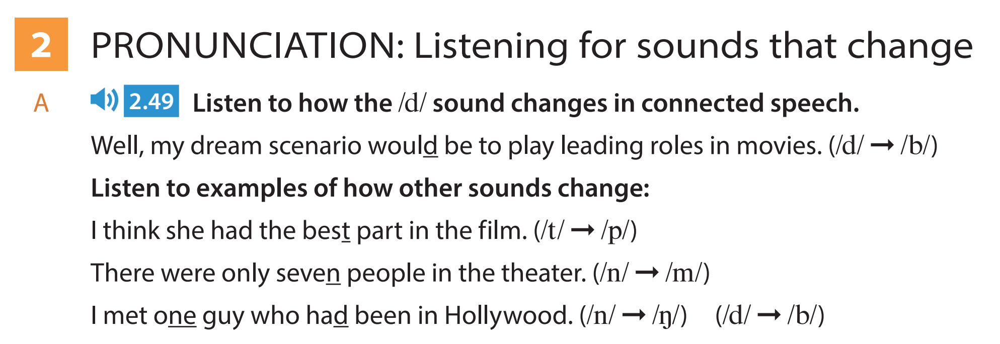 2 PRONUNCIATION: Listening for sounds that change
A 2.49 Listen to how the /d/ sound changes in connected speech.
Well, my dream scenario would be to play leading roles in movies. (/d/ ➞ /b/)
Listen to examples of how other sounds change:
I think she had the best part in the film. (/t/ ➞ /p/)
There were only seven people in the theater. (/n/ ➞ /m/)
I met one guy who had been in Hollywood. (/n/ ➞ /ŋ/) (/d/ ➞ /b/)